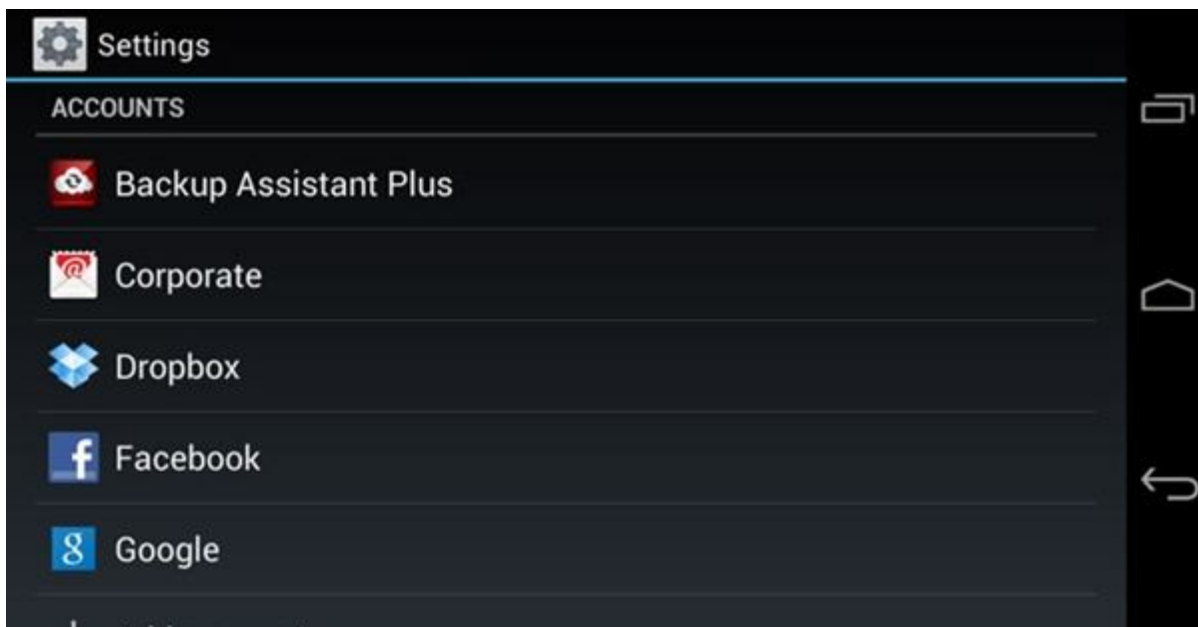 Settings
ACCOUNTS
Backup Assistant Plus
Corporate
Dropbox
Facebook
Google